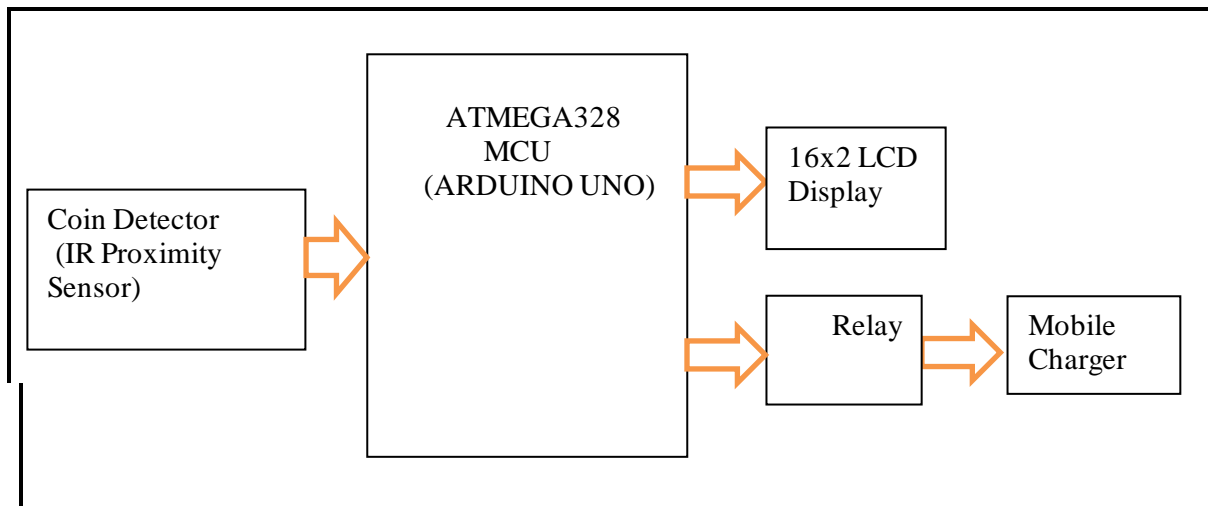 Coin Detector
(IR Proximity
Sensor)
ATMEGA328
MCU
(ARDUINO UNO)
16x2 LCD
Display
Relay
Mobile
Charger